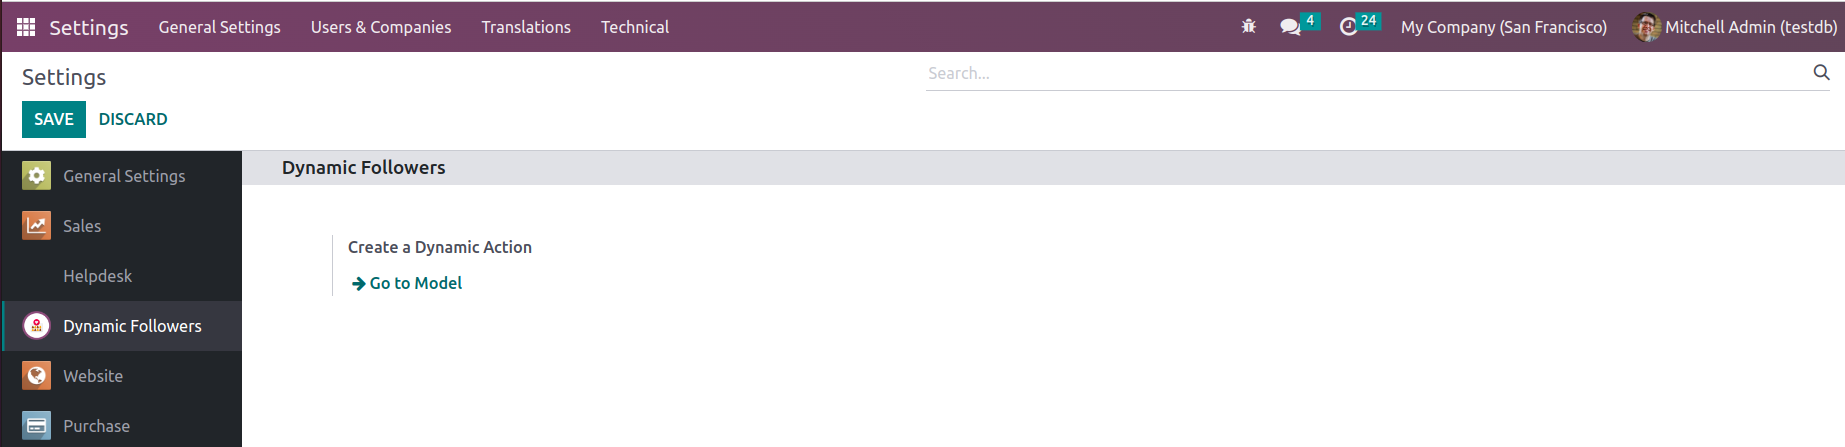 Settings General Settings Users & Companies Translations Technical 4 24 My Company (San Francisco) Mitchell Admin (testdb)
Settings
Search...
SAVE DISCARD
General Settings
Sales
Helpdesk
Dynamic Followers
Website
Purchase
Dynamic Followers
Create a Dynamic Action
Go to Model